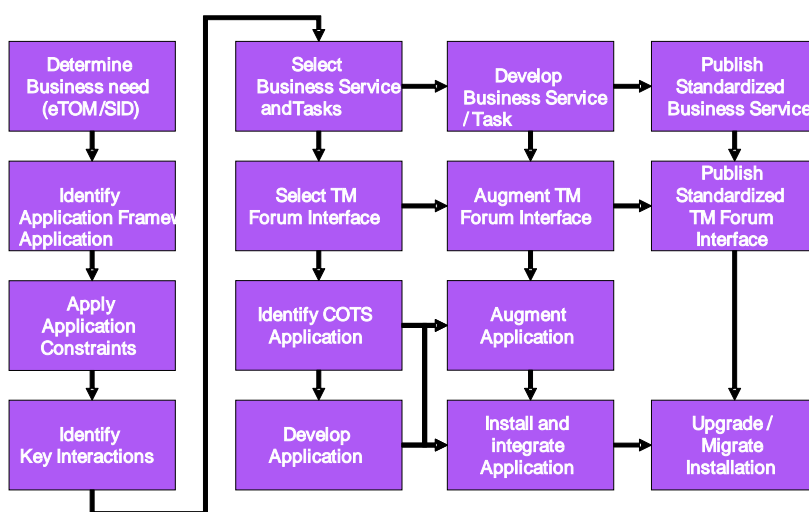 Determine
Business need
(eTOM/SID)
Identify
Application Framew
Application
Apply
Application
Constraints
Identify
Key Interactions
Select
Business Service
and Tasks
Select TM
Forum Interface
Identify COTS
Application
Develop
Application
Develop
Business Service
/ Task
Augment TM
Forum Interface
Augment
Application
Install and
integrate
Application
Publish
Standardized
Business Service
Publish
Standardized
TM Forum
Interface
Upgrade /
Migrate
Installation